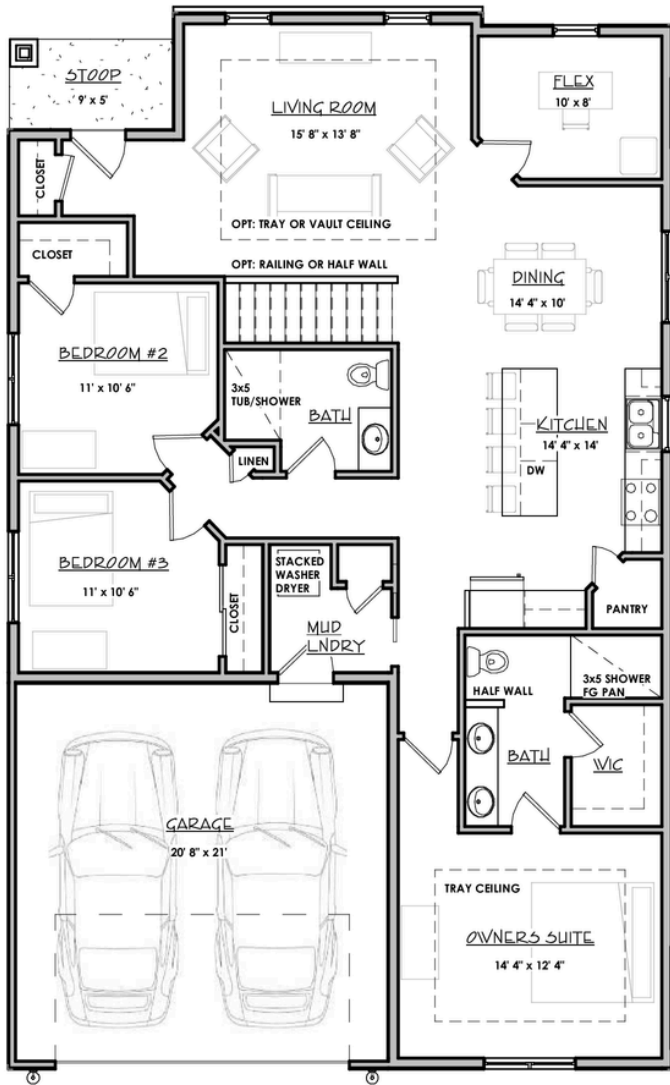 STOOP
9' x 5'
LIVING ROOM
15' 8" x 13' 8"
FLEX
10' x 8'
CLOSET
OPT: TRAY OR VAULT CEILING
CLOSET
OPT: RAILING OR HALF WALL
DINING
14' 4" x 10'
BEDROOM #2
11' x 10' 6"
3x5
TUB/SHOWER
BATH
KITCHEN
14' 4" x 14'
LINEN
DW
BEDROOM #3
11' x 10' 6"
STACKED
WASHER
DRYER
CLOSET
MUD
LNDRY
PANTRY
HALF WALL
3x5 SHOWER
FG PAN
BATH
WIC
GARAGE
20' 8" x 21'
TRAY CEILING
OWNERS SUITE
14' 4" x 12' 4"